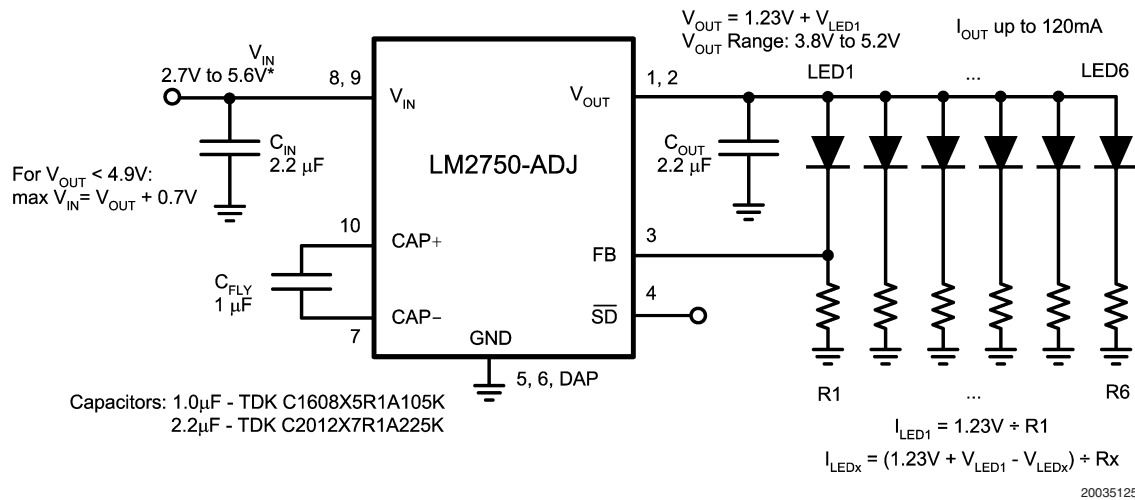 V_OUT = 1.23V + V_LED1
V_OUT Range: 3.8V to 5.2V
I_OUT up to 120mA
V_IN
2.7V to 5.6V*
8, 9
1, 2
LED1
...
LED6
V_IN
V_OUT
C_IN
2.2 μF
LM2750-ADJ
C_OUT
2.2 μF
For V_OUT < 4.9V:
max V_IN= V_OUT + 0.7V
10
CAP+
3
FB
C_FLY
1 μF
4
S̅D̅
CAP−
7
GND
5, 6, DAP
R1
...
R6
Capacitors: 1.0μF - TDK C1608X5R1A105K
2.2μF - TDK C2012X7R1A225K
I_LED1 = 1.23V ÷ R1
I_LEDx = (1.23V + V_LED1 - V_LEDx) ÷ Rx
20035125